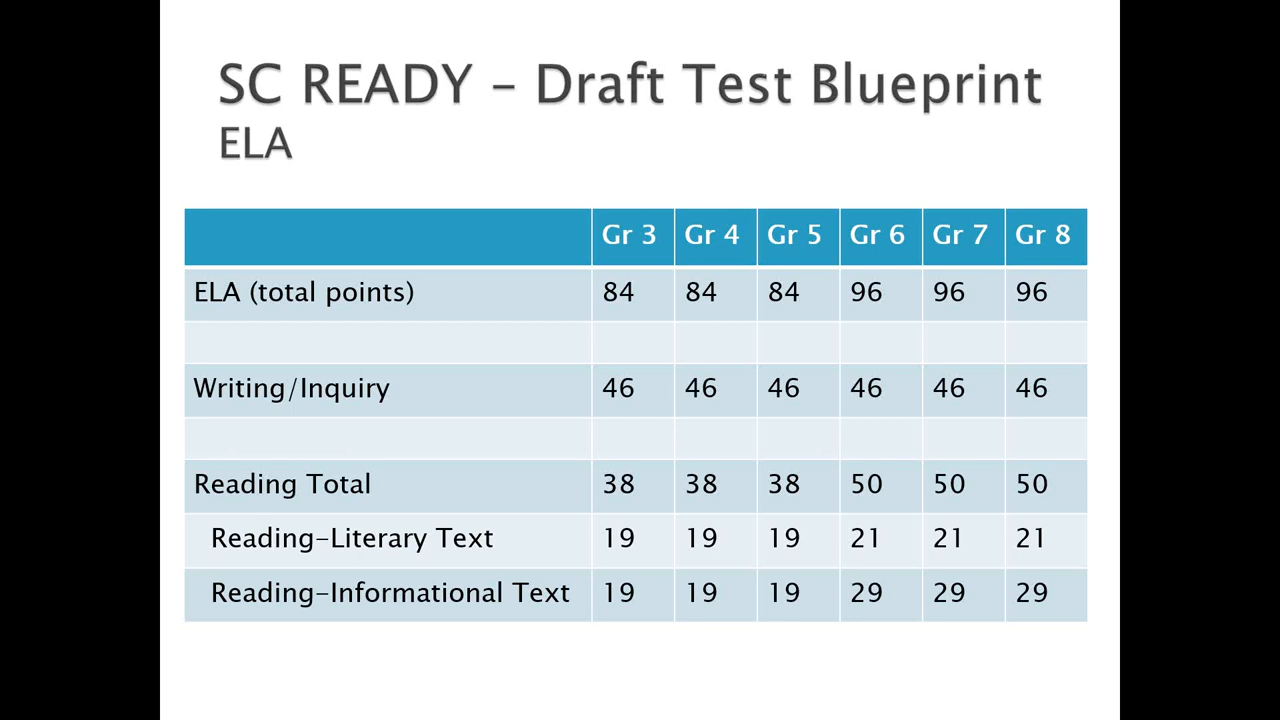 SC READY – Draft Test Blueprint
ELA
Gr 3 Gr 4 Gr 5 Gr 6 Gr 7 Gr 8
ELA (total points) 84 84 84 96 96 96
Writing/Inquiry 46 46 46 46 46 46
Reading Total 38 38 38 50 50 50
Reading–Literary Text 19 19 19 21 21 21
Reading–Informational Text 19 19 19 29 29 29